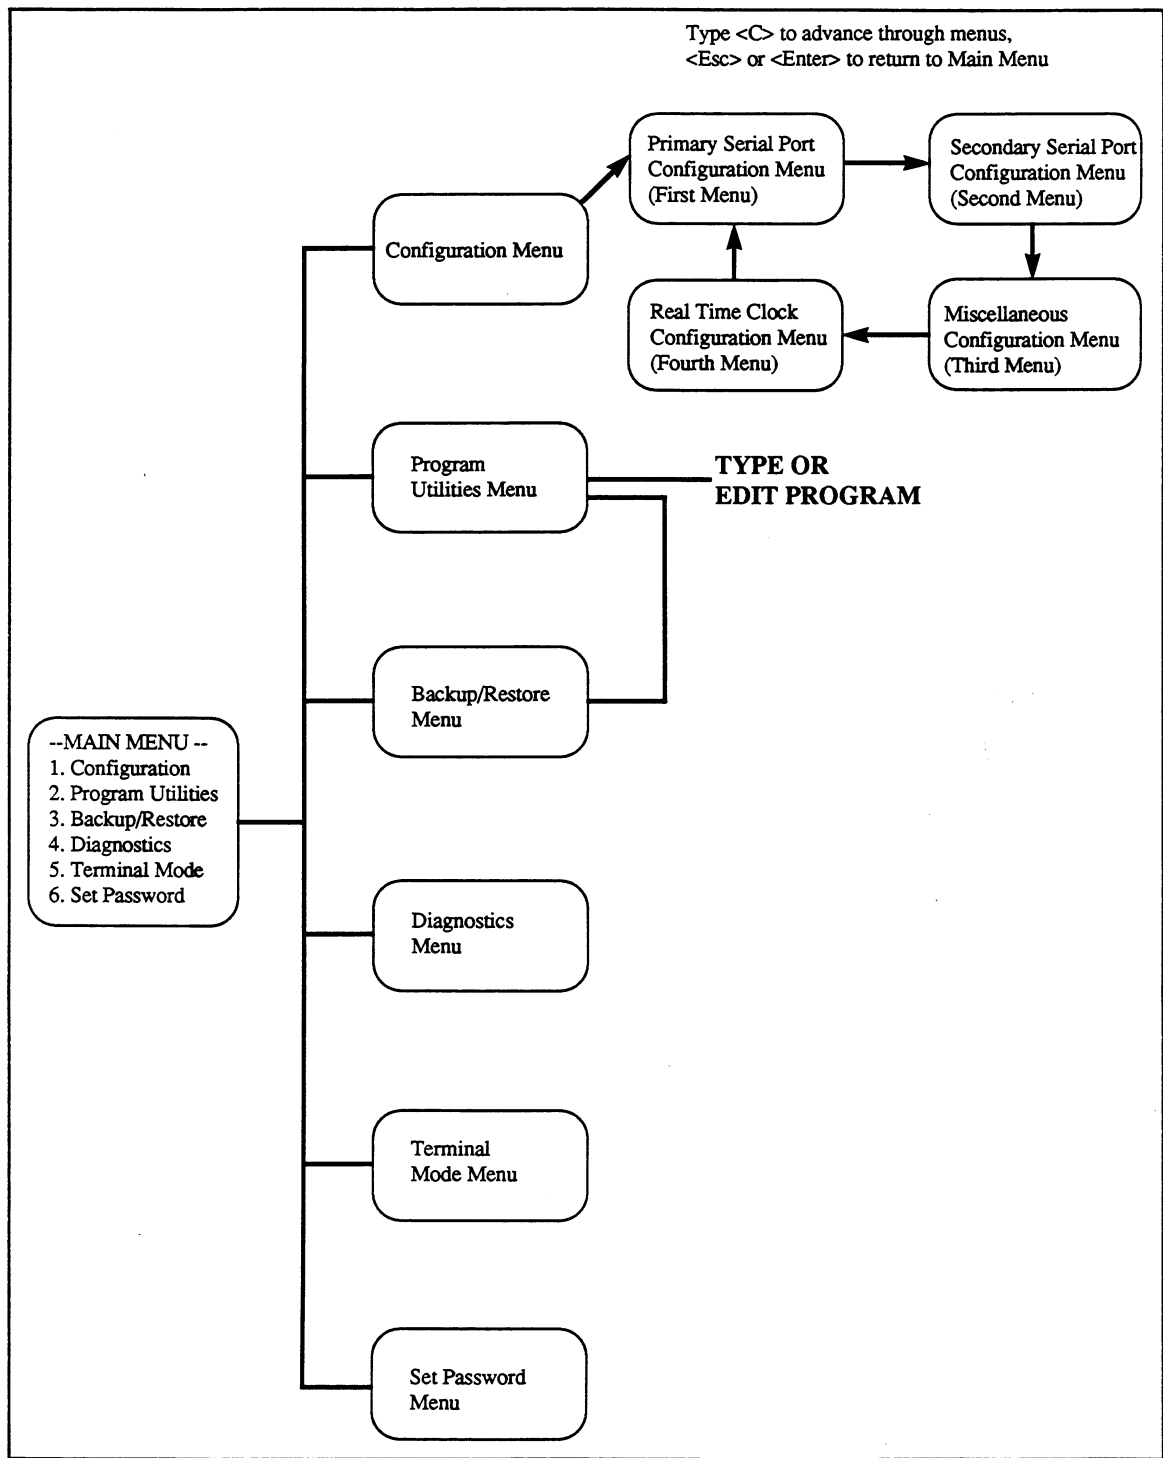 Type <C> to advance through menus,
<Esc> or <Enter> to return to Main Menu
Primary Serial Port
Configuration Menu
(First Menu)
Secondary Serial Port
Configuration Menu
(Second Menu)
Configuration Menu
Real Time Clock
Configuration Menu
(Fourth Menu)
Miscellaneous
Configuration Menu
(Third Menu)
Program
Utilities Menu
TYPE OR
EDIT PROGRAM
Backup/Restore
Menu
--MAIN MENU --
1. Configuration
2. Program Utilities
3. Backup/Restore
4. Diagnostics
5. Terminal Mode
6. Set Password
Diagnostics
Menu
Terminal
Mode Menu
Set Password
Menu